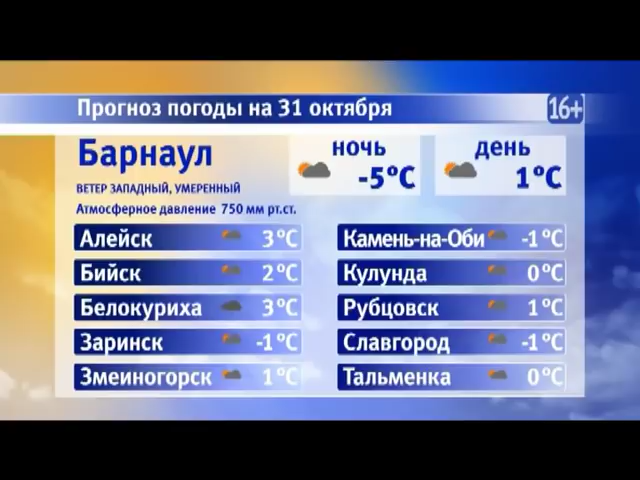 Прогноз погоды на 31 октября 16+
Барнаул
ночь
-5°C
день
1°C
ВЕТЕР ЗАПАДНЫЙ, УМЕРЕННЫЙ
Атмосферное давление 750 мм рт.ст.
Алейск 3°C
Бийск 2°C
Белокуриха 3°C
Заринск -1°C
Змеиногорск 1°C
Камень-на-Оби -1°C
Кулунда 0°C
Рубцовск 1°C
Славгород -1°C
Тальменка 0°C